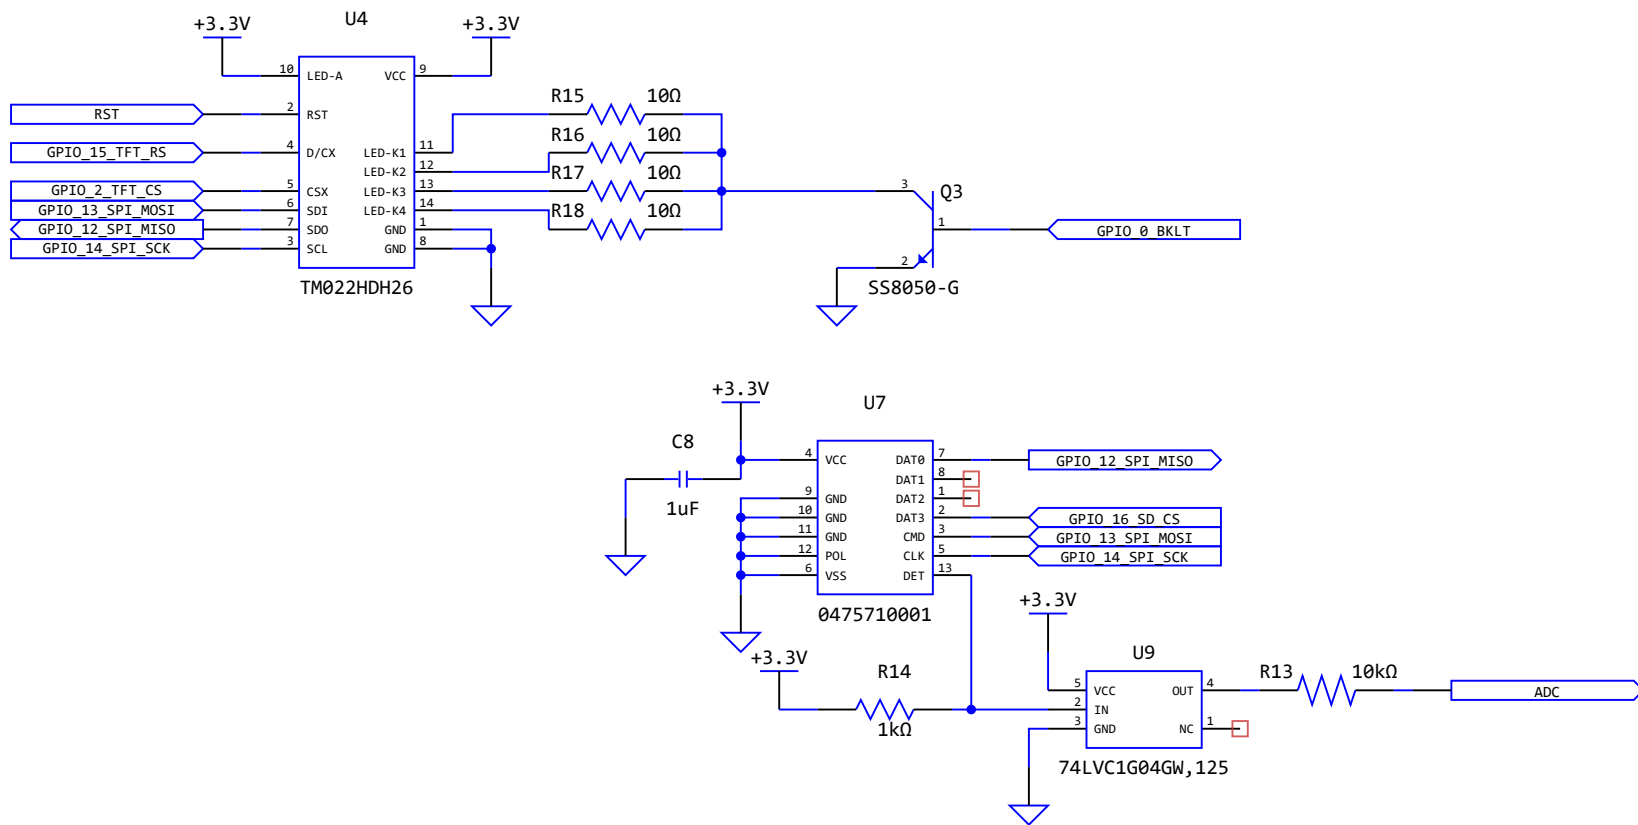 U4
+3.3V
+3.3V
10 LED-A VCC 9
RST 2 RST
R15 10Ω
GPIO_15_TFT_RS 4 D/CX LED-K1 11
R16 10Ω
LED-K2 12
R17 10Ω
GPIO_2_TFT_CS 5 CSX LED-K3 13
3 Q3
GPIO_13_SPI_MOSI 6 SDI LED-K4 14
R18 10Ω
GPIO_12_SPI_MISO 7 SDO GND 1
1 GPIO_0_BKLT
GPIO_14_SPI_SCK 3 SCL GND 8
2
TM022HDH26
SS8050-G
+3.3V
U7
C8
1uF
4 VCC DAT0 7 GPIO_12_SPI_MISO
DAT1 8
9 GND DAT2 1
10 GND DAT3 2 GPIO_16_SD_CS
11 GND CMD 3 GPIO_13_SPI_MOSI
12 POL CLK 5 GPIO_14_SPI_SCK
6 VSS DET 13
0475710001
+3.3V
+3.3V
U9
R14
1kΩ
R13 10kΩ
5 VCC OUT 4
ADC
2 IN
3 GND NC 1
74LVC1G04GW,125